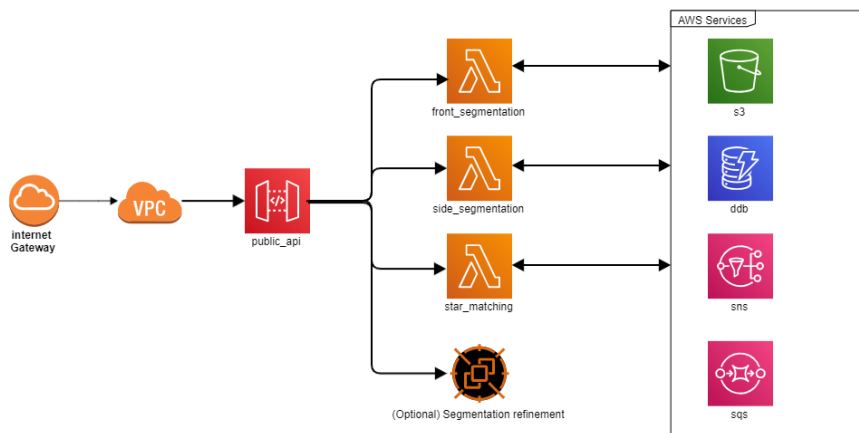 AWS Services
front_segmentation
s3
side_segmentation
ddb
VPC
internet
Gateway
public_api
star_matching
sns
(Optional) Segmentation refinement
sqs